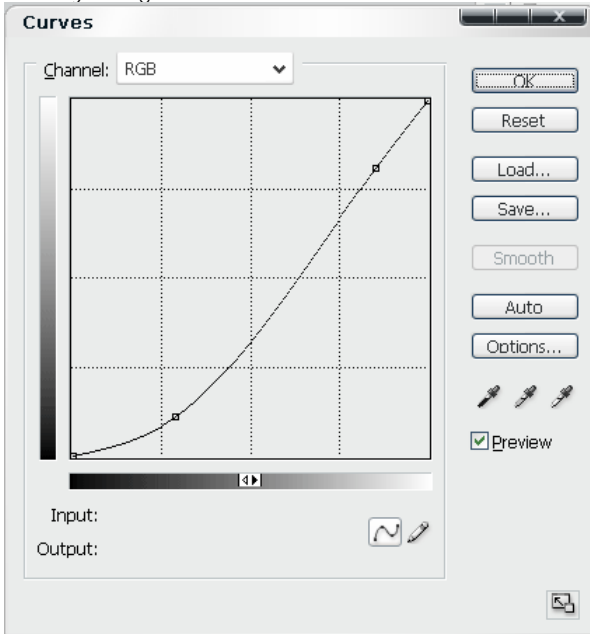 Curves
Channel: RGB
OK
Reset
Load...
Save...
Smooth
Auto
Options...
Preview
Input:
Output: